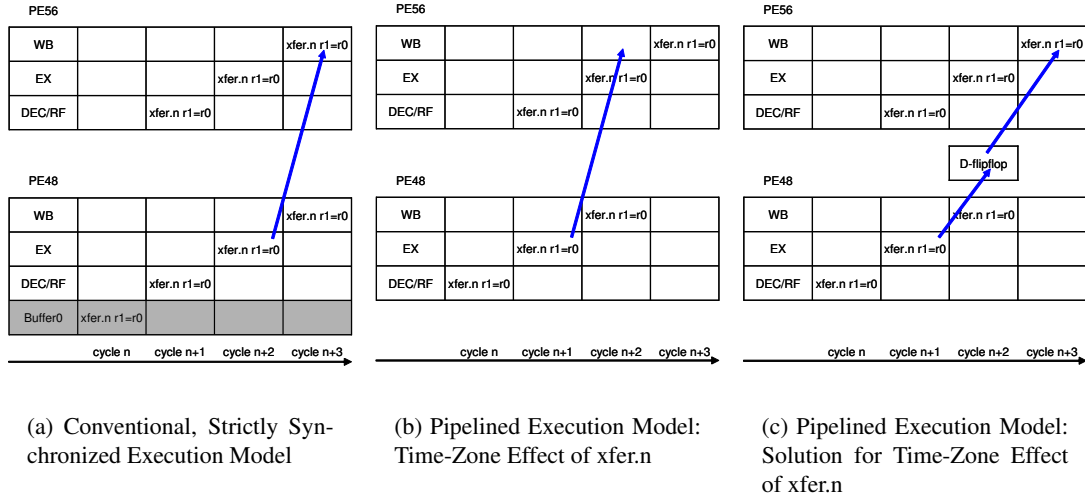 PE56
WB
xfer.n r1=r0
EX
xfer.n r1=r0
DEC/RF
xfer.n r1=r0
PE48
WB
xfer.n r1=r0
EX
xfer.n r1=r0
DEC/RF
xfer.n r1=r0
Buffer0
xfer.n r1=r0
cycle n
cycle n+1
cycle n+2
cycle n+3
(a) Conventional, Strictly Syn-
chronized Execution Model
PE56
WB
xfer.n r1=r0
EX
xfer.n r1=r0
DEC/RF
xfer.n r1=r0
PE48
WB
xfer.n r1=r0
EX
xfer.n r1=r0
DEC/RF
xfer.n r1=r0
cycle n
cycle n+1
cycle n+2
cycle n+3
(b) Pipelined Execution Model:
Time-Zone Effect of xfer.n
PE56
WB
xfer.n r1=r0
EX
xfer.n r1=r0
DEC/RF
xfer.n r1=r0
D-flipflop
PE48
WB
xfer.n r1=r0
EX
xfer.n r1=r0
DEC/RF
xfer.n r1=r0
cycle n
cycle n+1
cycle n+2
cycle n+3
(c) Pipelined Execution Model:
Solution for Time-Zone Effect
of xfer.n